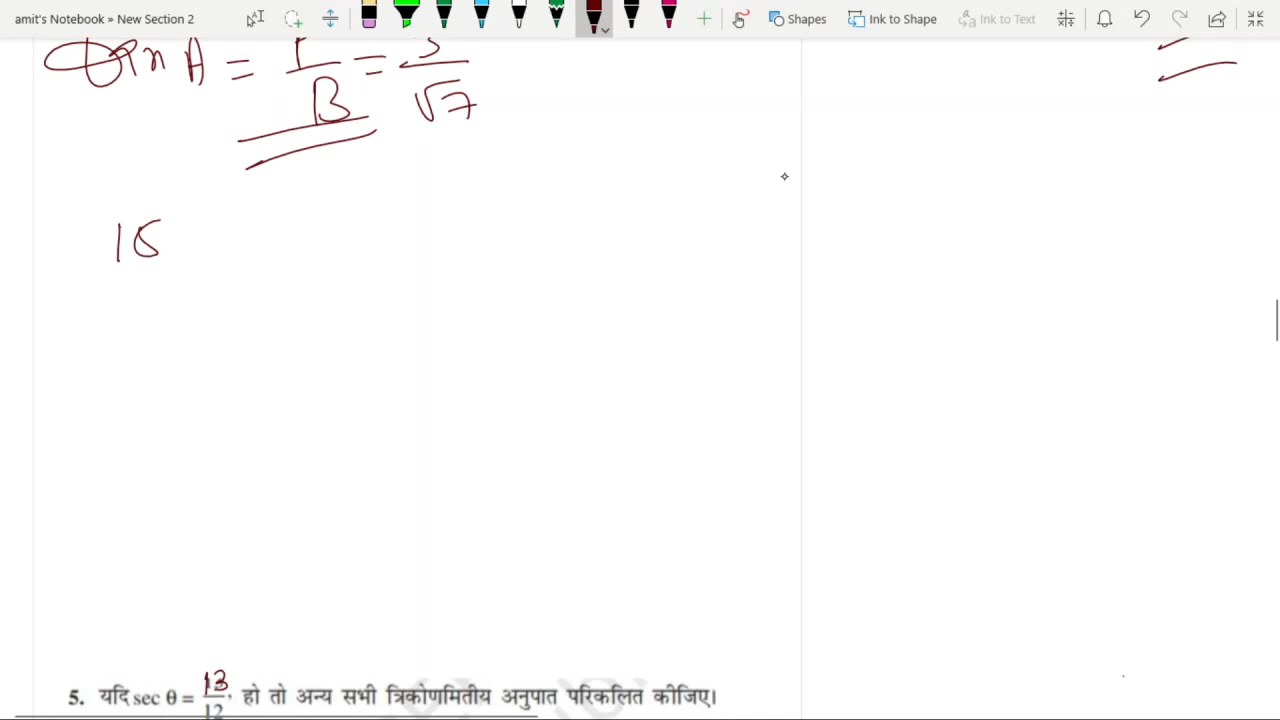 amit's Notebook » New Section 2
Shapes
Ink to Shape
Ink to Text
A = P/B = 3/√7
15
5. यदि sec θ = 13/12, हो तो अन्य सभी त्रिकोणमितीय अनुपात परिकलित कीजिए।